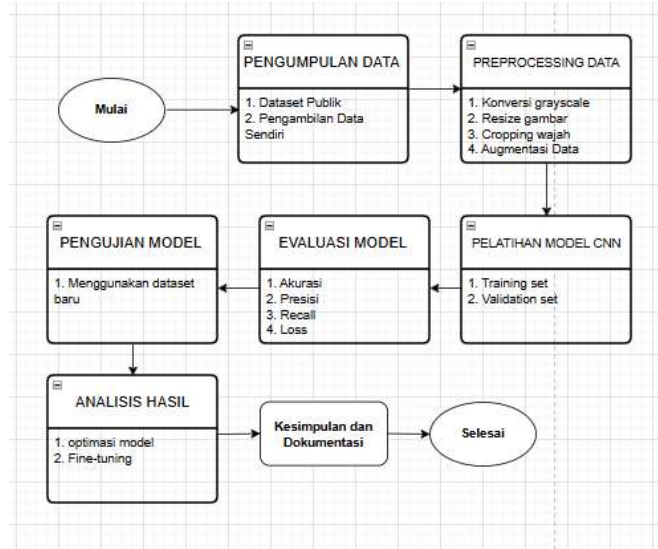 Mulai
PENGUMPULAN DATA
1. Dataset Publik
2. Pengambilan Data
Sendiri
PREPROCESSING DATA
1. Konversi grayscale
2. Resize gambar
3. Cropping wajah
4. Augmentasi Data
PELATIHAN MODEL CNN
1. Training set
2. Validation set
EVALUASI MODEL
1. Akurasi
2. Presisi
3. Recall
4. Loss
PENGUJIAN MODEL
1. Menggunakan dataset
baru
ANALISIS HASIL
1. optimasi model
2. Fine-tuning
Kesimpulan dan
Dokumentasi
Selesai